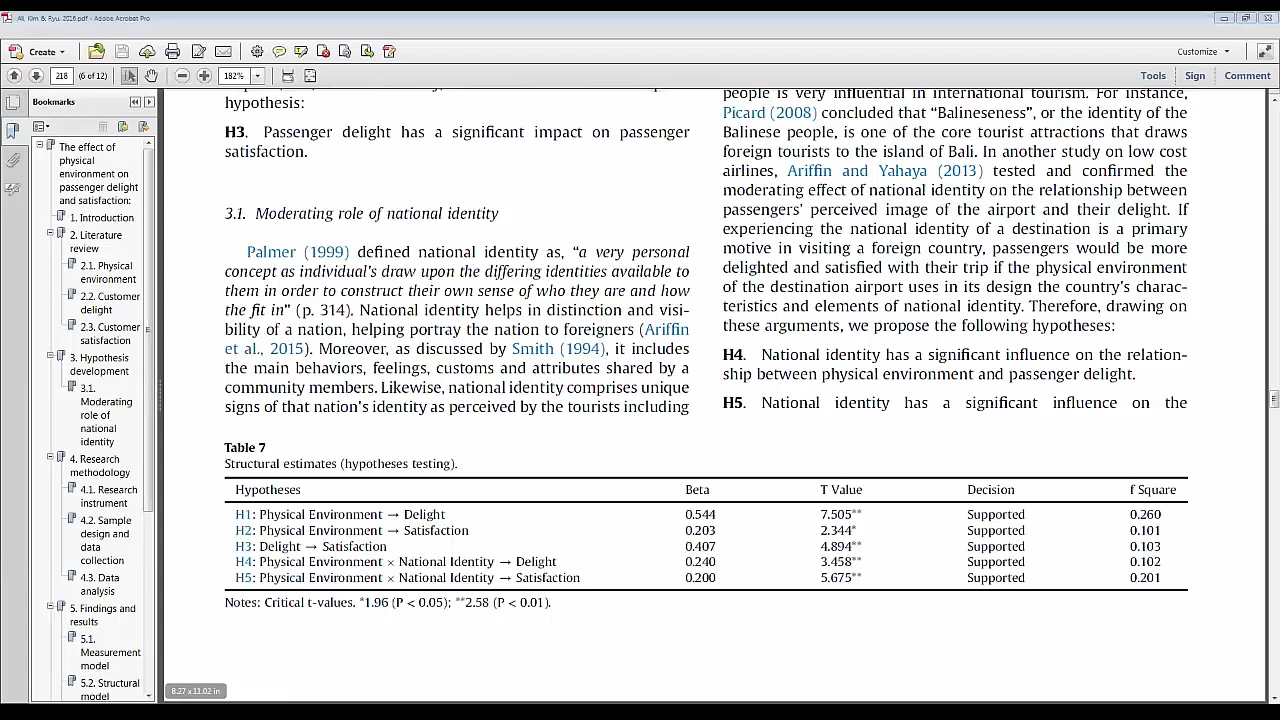 Ali, Kim & Ryu, 2016.pdf - Adobe Acrobat Pro
Create
Customize
218 (6 of 12)
182%
Tools Sign Comment
Bookmarks
The effect of
physical
environment on
passenger delight
and satisfaction:
1. Introduction
2. Literature
review
2.1. Physical
environment
2.2. Customer
delight
2.3. Customer
satisfaction
3. Hypothesis
development
3.1.
Moderating
role of
national
identity
4. Research
methodology
4.1. Research
instrument
4.2. Sample
design and
data
collection
4.3. Data
analysis
5. Findings and
results
5.1.
Measurement
model
5.2. Structural
model
hypothesis:
H3. Passenger delight has a significant impact on passenger
satisfaction.
3.1. Moderating role of national identity
Palmer (1999) defined national identity as, “a very personal
concept as individual's draw upon the differing identities available to
them in order to construct their own sense of who they are and how
the fit in” (p. 314). National identity helps in distinction and visi-
bility of a nation, helping portray the nation to foreigners (Ariffin
et al., 2015). Moreover, as discussed by Smith (1994), it includes
the main behaviors, feelings, customs and attributes shared by a
community members. Likewise, national identity comprises unique
signs of that nation's identity as perceived by the tourists including
people is very influential in international tourism. For instance,
Picard (2008) concluded that “Balineseness”, or the identity of the
Balinese people, is one of the core tourist attractions that draws
foreign tourists to the island of Bali. In another study on low cost
airlines, Ariffin and Yahaya (2013) tested and confirmed the
moderating effect of national identity on the relationship between
passengers' perceived image of the airport and their delight. If
experiencing the national identity of a destination is a primary
motive in visiting a foreign country, passengers would be more
delighted and satisfied with their trip if the physical environment
of the destination airport uses in its design the country's charac-
teristics and elements of national identity. Therefore, drawing on
these arguments, we propose the following hypotheses:
H4. National identity has a significant influence on the relation-
ship between physical environment and passenger delight.
H5. National identity has a significant influence on the
Table 7
Structural estimates (hypotheses testing).
Hypotheses Beta T Value Decision f Square
H1: Physical Environment → Delight 0.544 7.505** Supported 0.260
H2: Physical Environment → Satisfaction 0.203 2.344* Supported 0.101
H3: Delight → Satisfaction 0.407 4.894** Supported 0.103
H4: Physical Environment × National Identity → Delight 0.240 3.458** Supported 0.102
H5: Physical Environment × National Identity → Satisfaction 0.200 5.675** Supported 0.201
Notes: Critical t-values. *1.96 (P < 0.05); **2.58 (P < 0.01).
8.27 x 11.02 in